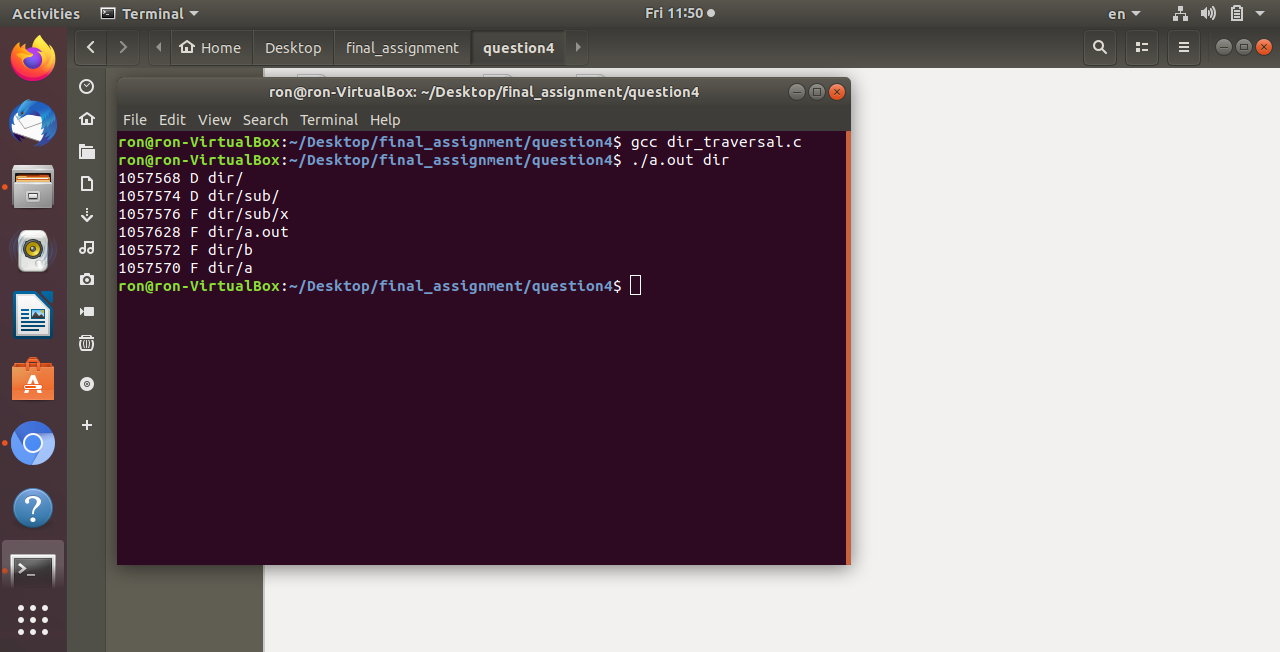 Activities Terminal Fri 11:50 en
Home Desktop final_assignment question4
ron@ron-VirtualBox: ~/Desktop/final_assignment/question4
File Edit View Search Terminal Help
ron@ron-VirtualBox:~/Desktop/final_assignment/question4$ gcc dir_traversal.c
ron@ron-VirtualBox:~/Desktop/final_assignment/question4$ ./a.out dir
1057568 D dir/
1057574 D dir/sub/
1057576 F dir/sub/x
1057628 F dir/a.out
1057572 F dir/b
1057570 F dir/a
ron@ron-VirtualBox:~/Desktop/final_assignment/question4$